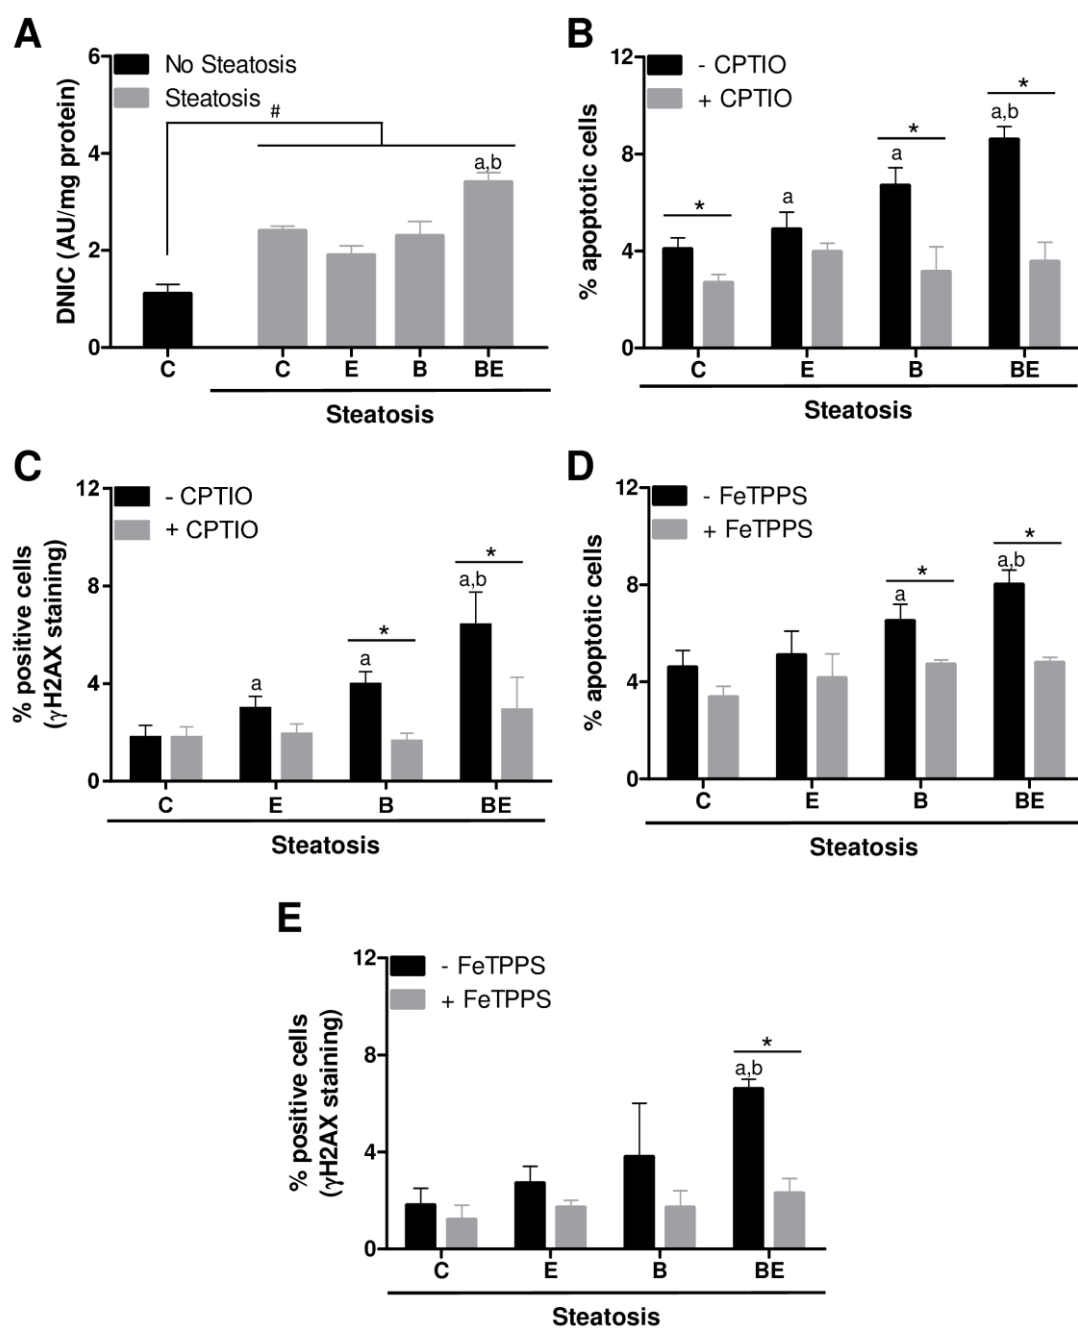 A
DNIC (AU/mg protein)
6
4
2
0
No Steatosis
Steatosis
#
a,b
C
C
E
B
BE
Steatosis
B
% apoptotic cells
12
8
4
0
- CPTIO
+ CPTIO
*
a
a
*
a,b
*
C
E
B
BE
Steatosis
C
% positive cells
(γH2AX staining)
12
8
4
0
- CPTIO
+ CPTIO
a
a
*
a,b
*
C
E
B
BE
Steatosis
D
% apoptotic cells
12
8
4
0
- FeTPPS
+ FeTPPS
a
*
a,b
*
C
E
B
BE
Steatosis
E
% positive cells
(γH2AX staining)
12
8
4
0
- FeTPPS
+ FeTPPS
*
a,b
C
E
B
BE
Steatosis